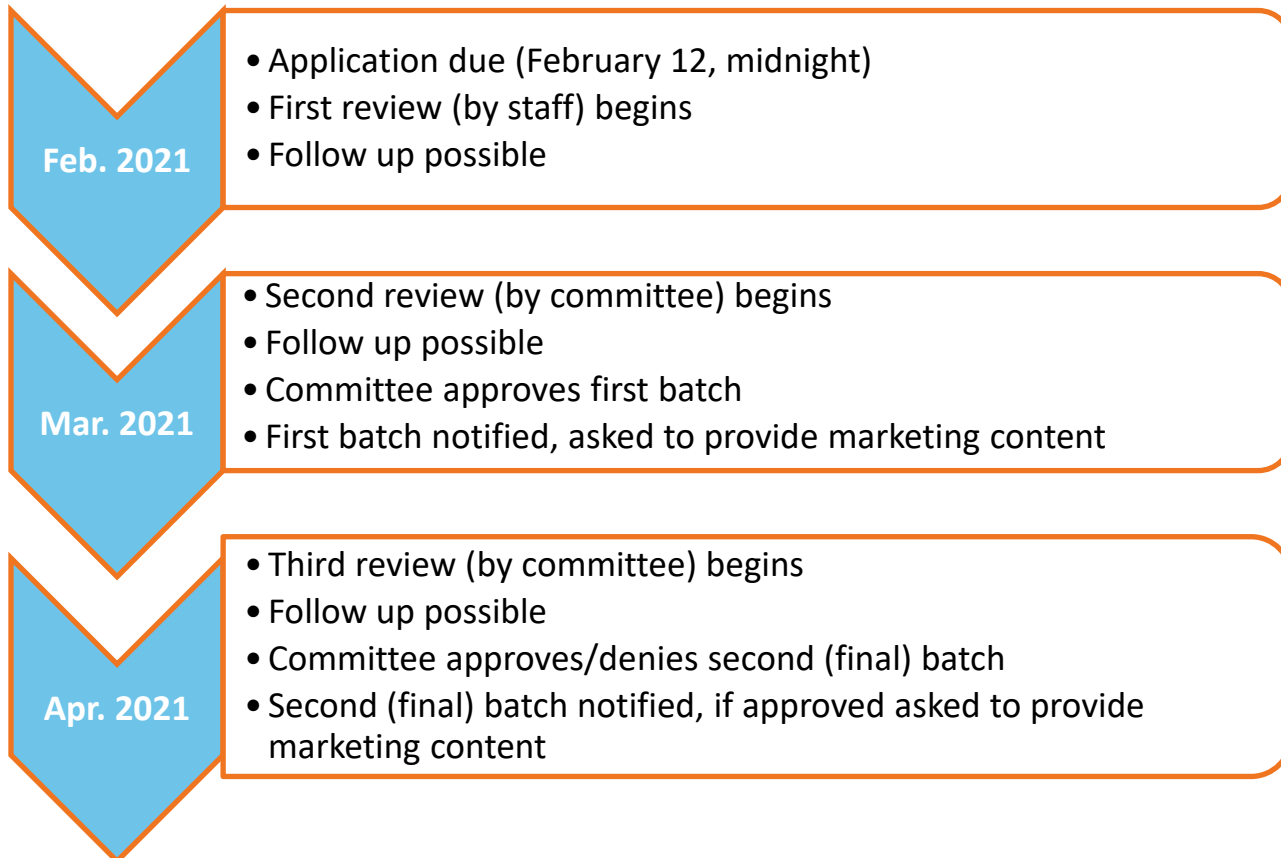 Feb. 2021
• Application due (February 12, midnight)
• First review (by staff) begins
• Follow up possible
Mar. 2021
• Second review (by committee) begins
• Follow up possible
• Committee approves first batch
• First batch notified, asked to provide marketing content
Apr. 2021
• Third review (by committee) begins
• Follow up possible
• Committee approves/denies second (final) batch
• Second (final) batch notified, if approved asked to provide
marketing content